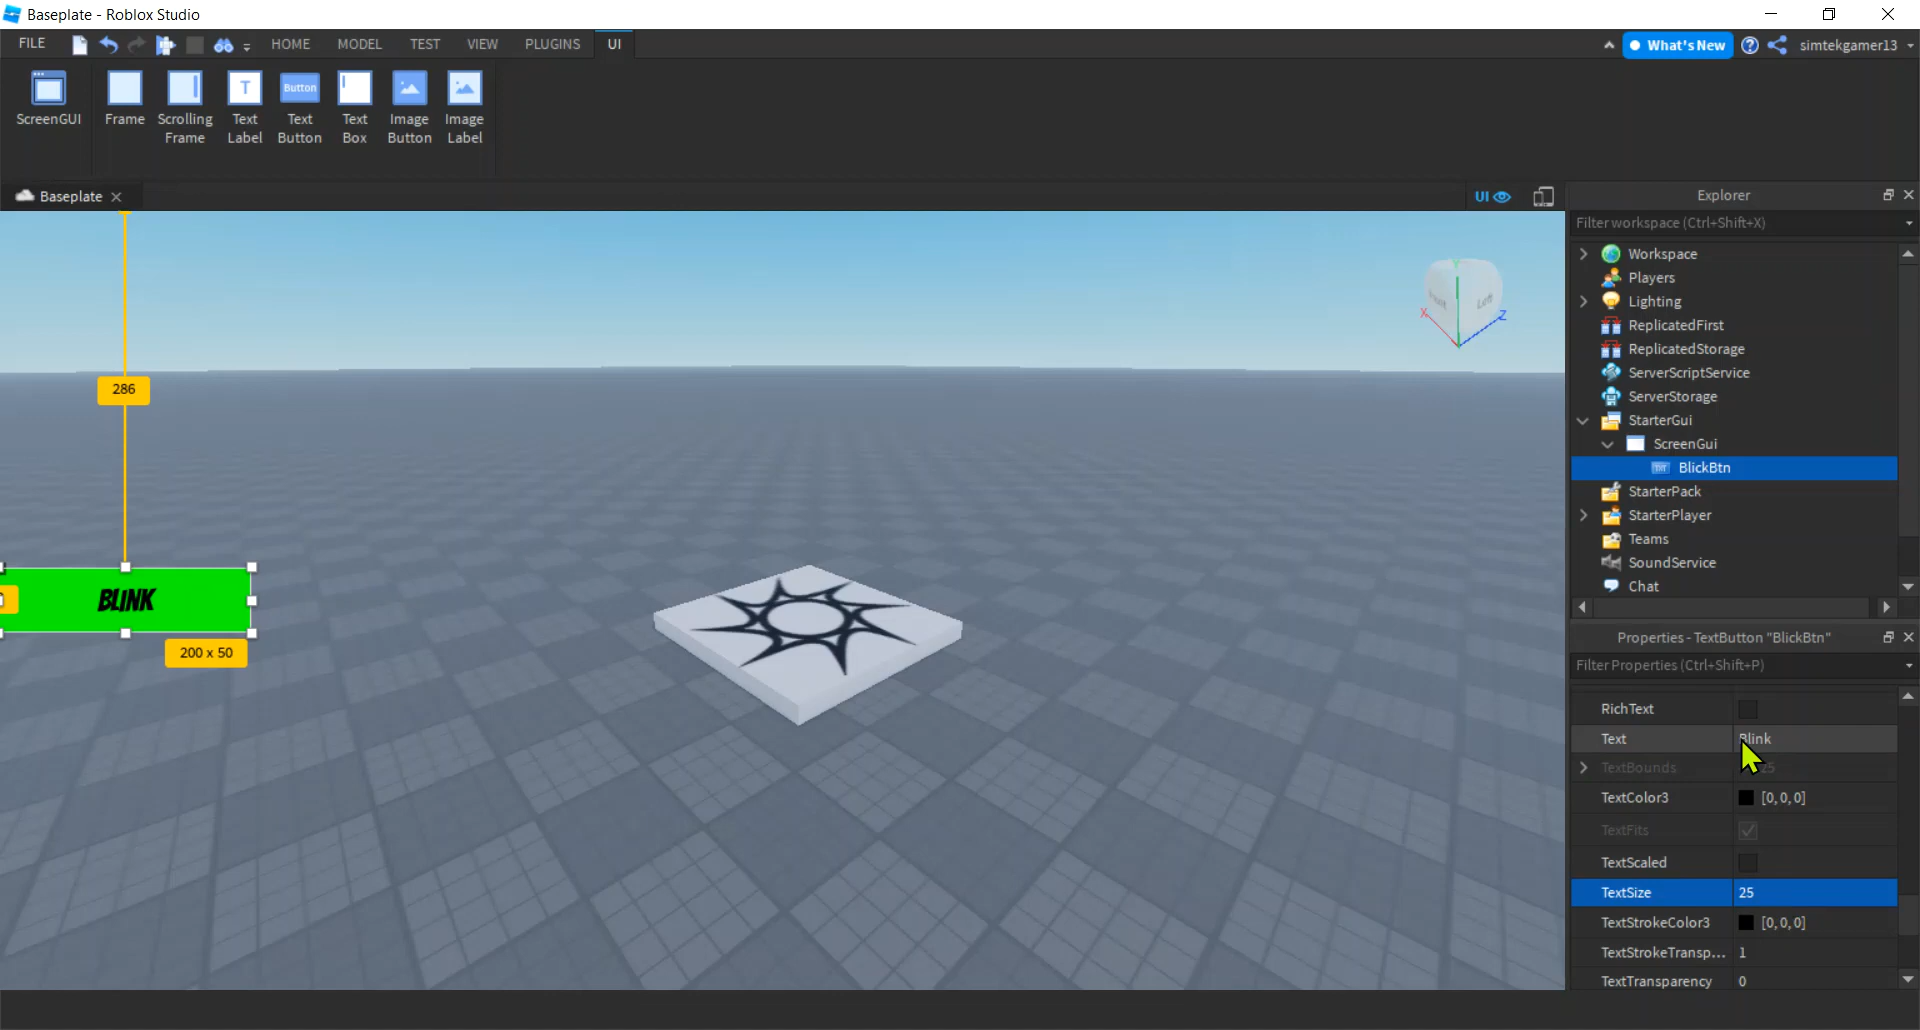 Baseplate - Roblox Studio
FILE HOME MODEL TEST VIEW PLUGINS UI What's New simtekgamer13
ScreenGUI
Frame
Scrolling Frame
Text Label
Button
Text Button
Text Box
Image Button
Image Label
Baseplate
UI
Explorer
Filter workspace (Ctrl+Shift+X)
Workspace
Players
Lighting
ReplicatedFirst
ReplicatedStorage
ServerScriptService
ServerStorage
StarterGui
ScreenGui
BlickBtn
StarterPack
StarterPlayer
Teams
SoundService
Chat
286
BLINK
200 x 50
Y
Left
X
Z
Properties - TextButton "BlickBtn"
Filter Properties (Ctrl+Shift+P)
RichText
Text Blink
TextBounds
TextColor3 [0,0,0]
TextFits
TextScaled
TextSize 25
TextStrokeColor3 [0,0,0]
TextStrokeTransp... 1
TextTransparency 0